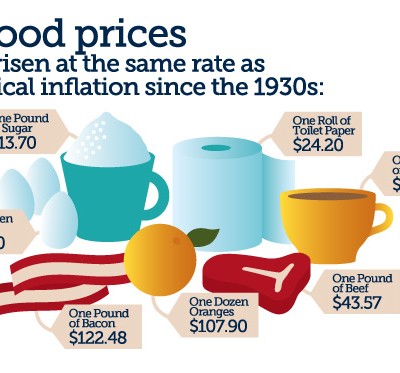 ood prices
risen at the same rate as
ical inflation since the 1930s:
ne Pound
Sugar
13.70
One Roll of
Toilet Paper
$24.20
O
o
$
en
0
One Pound
of Bacon
$122.48
One Dozen
Oranges
$107.90
One Pound
of Beef
$43.57